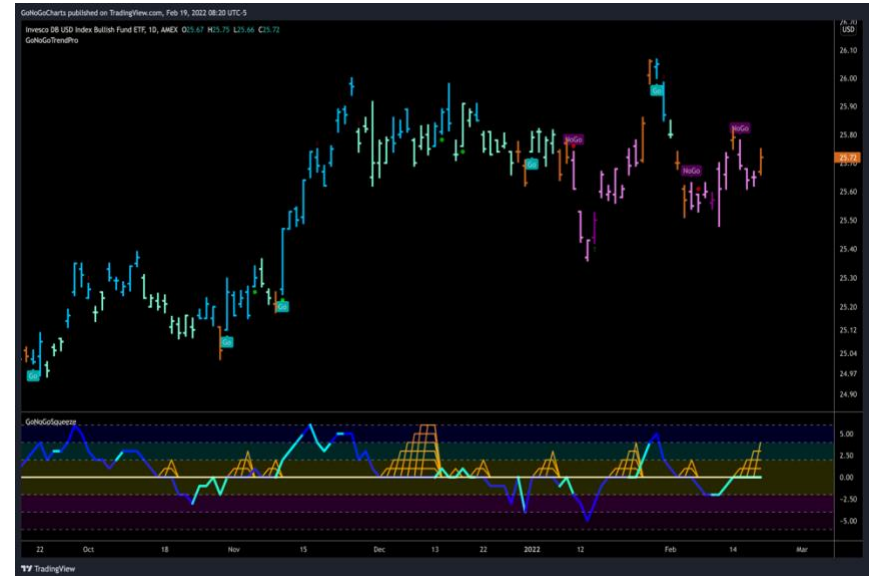 GoNoGoCharts published on TradingView.com, Feb 19, 2022 08:20 UTC-5
Invesco DB USD Index Bullish Fund ETF, 1D, AMEX O25.67 H25.75 L25.66 C25.72
GoNoGoTrendPro
USD
26.10
26.00
25.90
Go
25.80
NoGo
NoGo
25.72
Go
NoGo
25.60
25.50
25.40
25.30
Go
25.20
Go
25.12
25.04
Go
24.97
24.90
GoNoGoSqueeze
5.00
2.50
0.00
-2.50
-5.00
22 Oct 18 Nov 15 Dec 13 22 2022 12 Feb 14 Mar
TradingView